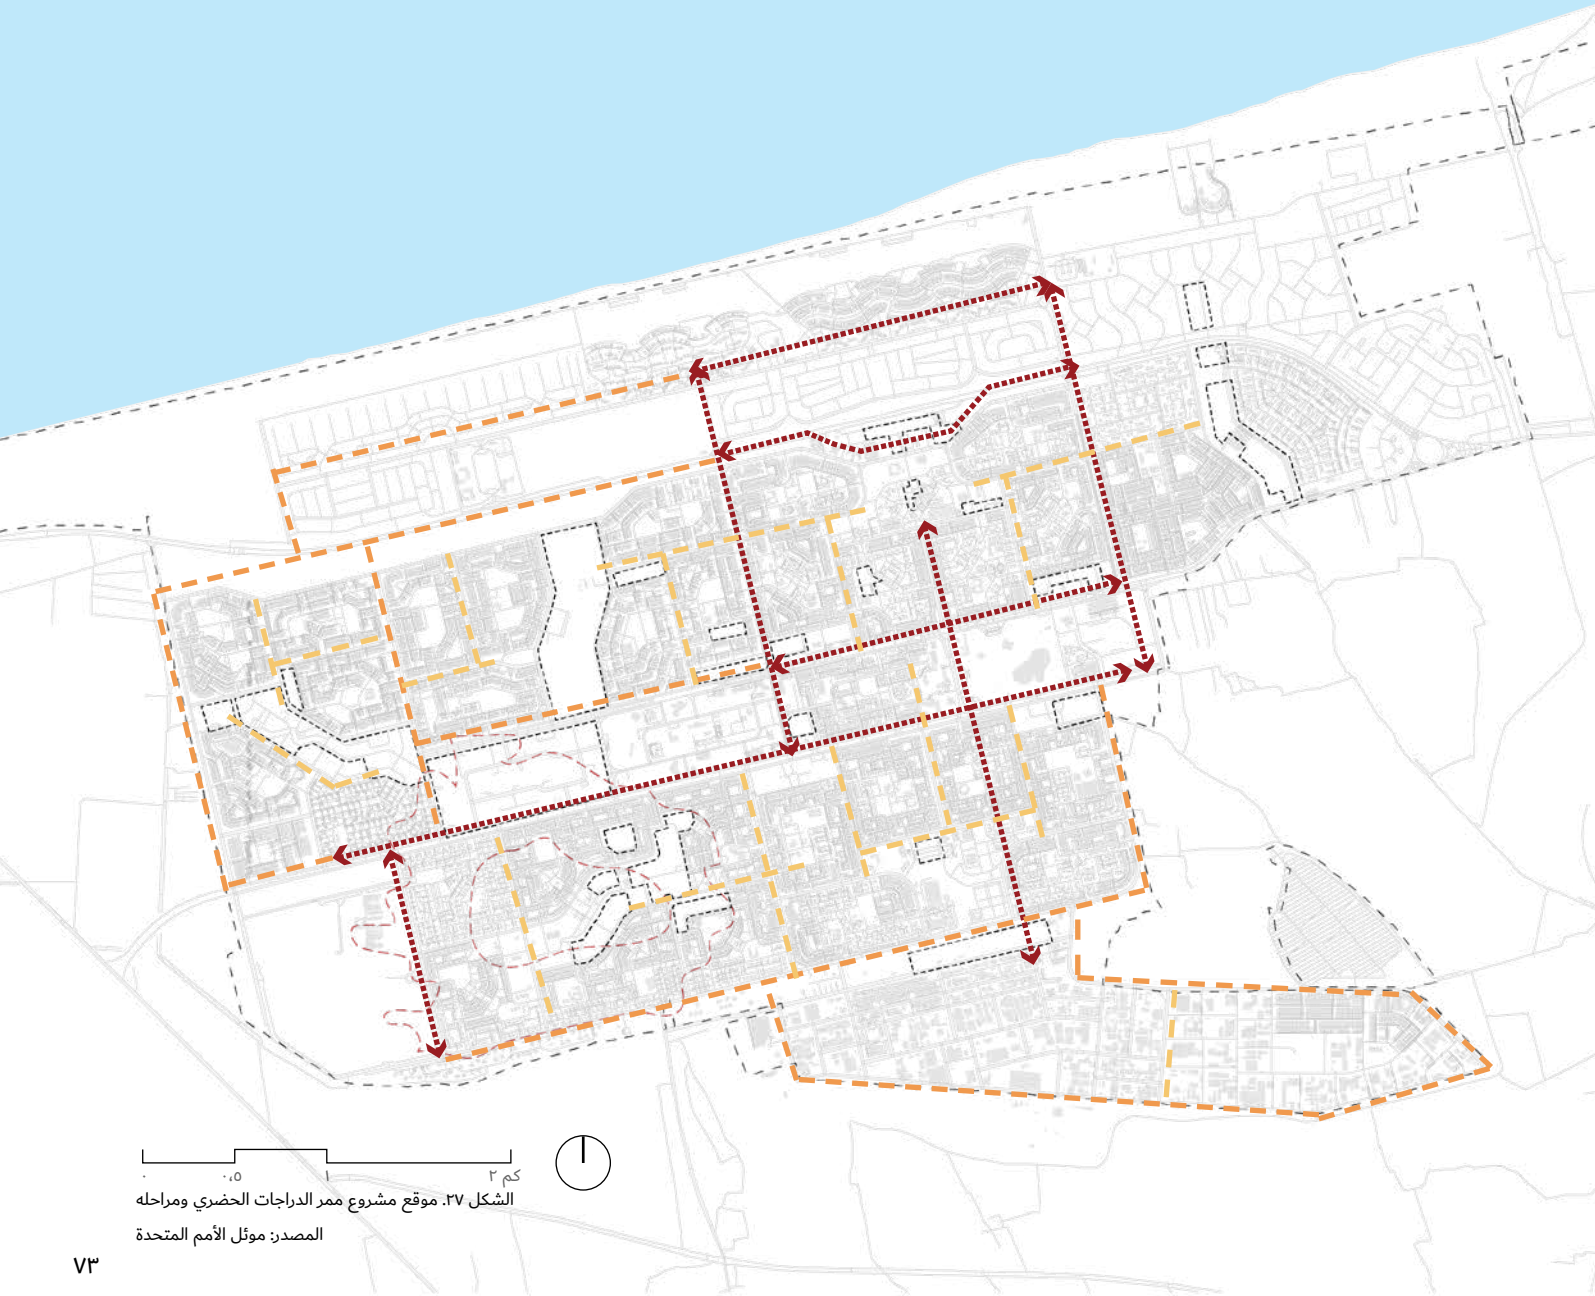 ٠ ٠،٥ ١ ٢ كم
الشكل ٢٧. موقع مشروع ممر الدراجات الحضري ومراحله
المصدر: موئل الأمم المتحدة
٧٣